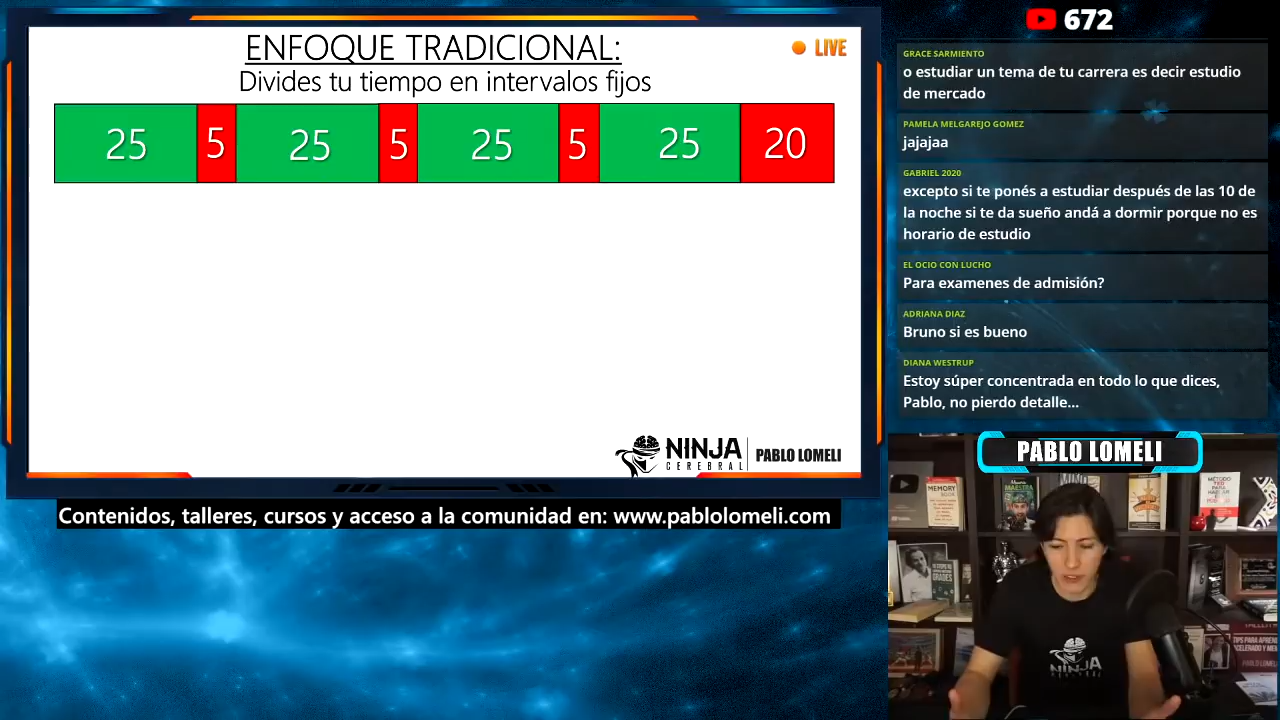 ENFOQUE TRADICIONAL:
Divides tu tiempo en intervalos fijos
LIVE
25 5 25 5 25 5 25 20
NINJA
CEREBRAL
PABLO LOMELI
Contenidos, talleres, cursos y acceso a la comunidad en: www.pablolomeli.com
672
GRACE SARMIENTO
o estudiar un tema de tu carrera es decir estudio
de mercado
PAMELA MELGAREJO GOMEZ
jajajaa
GABRIEL 2020
excepto si te ponés a estudiar después de las 10 de
la noche si te da sueño andá a dormir porque no es
horario de estudio
EL OCIO CON LUCHO
Para examenes de admisión?
ADRIANA DIAZ
Bruno si es bueno
DIANA WESTRUP
Estoy súper concentrada en todo lo que dices,
Pablo, no pierdo detalle...
PABLO LOMELI
MEMORY
NINJA